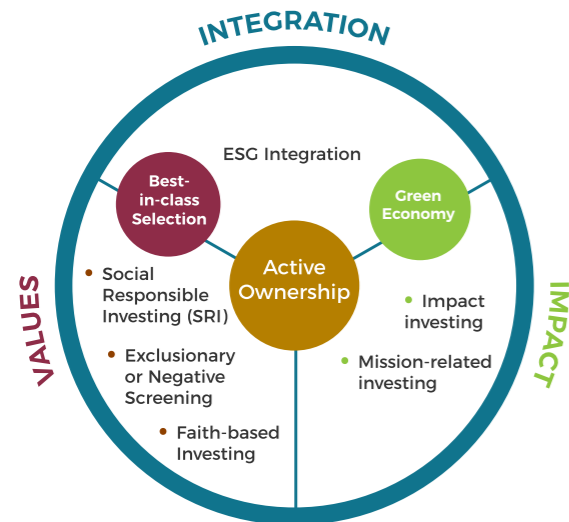 INTEGRATION
ESG Integration
Best-
in-class
Selection
Green
Economy
Active
Ownership
VALUES
• Social
Responsible
Investing (SRI)
• Exclusionary
or Negative
Screening
• Faith-based
Investing
IMPACT
• Impact
investing
• Mission-related
investing